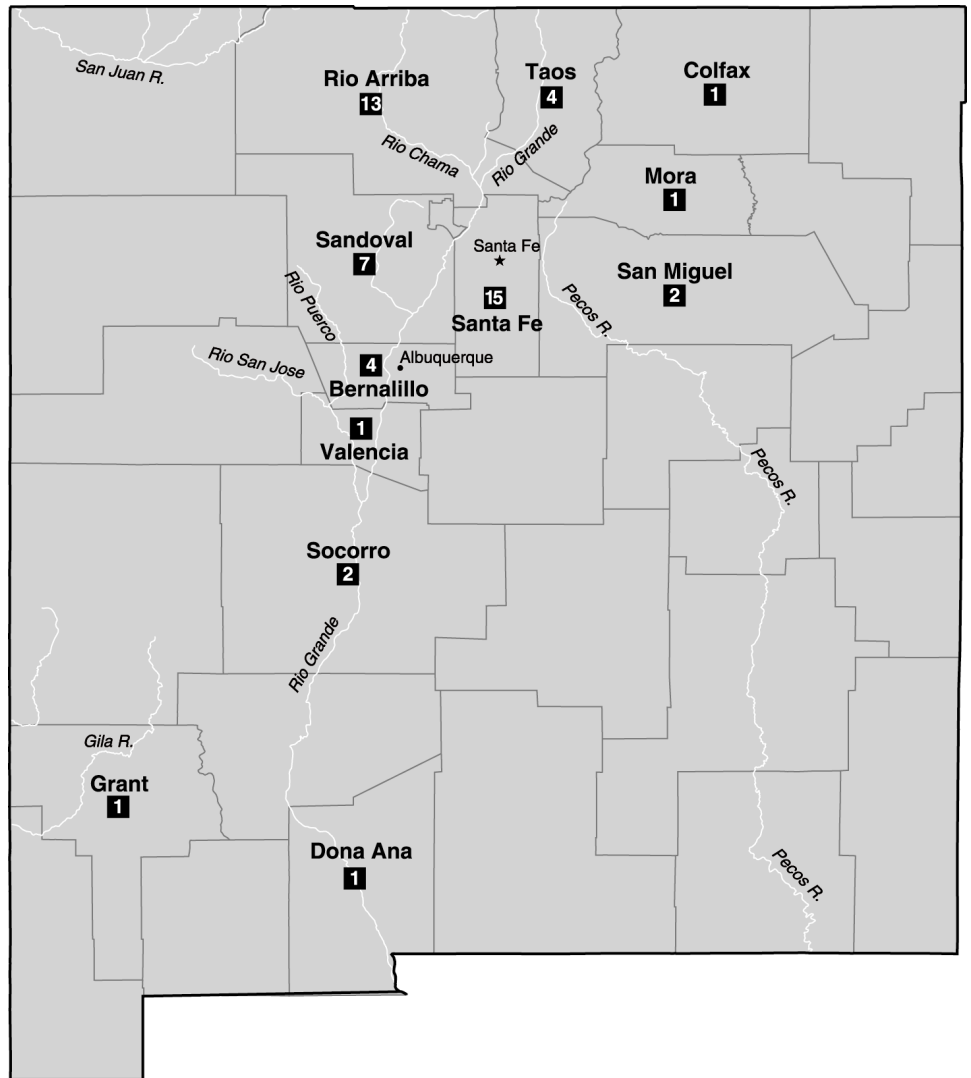 San Juan R.
Rio Arriba
13
Taos
4
Colfax
1
Rio Chama
Rio Grande
Mora
1
Sandoval
7
Santa Fe
15
Santa Fe
San Miguel
2
Rio Puerco
Pecos R.
Rio San Jose
4
Albuquerque
Bernalillo
1
Valencia
Pecos R.
Socorro
2
Rio Grande
Gila R.
Grant
1
Dona Ana
1
Pecos R.